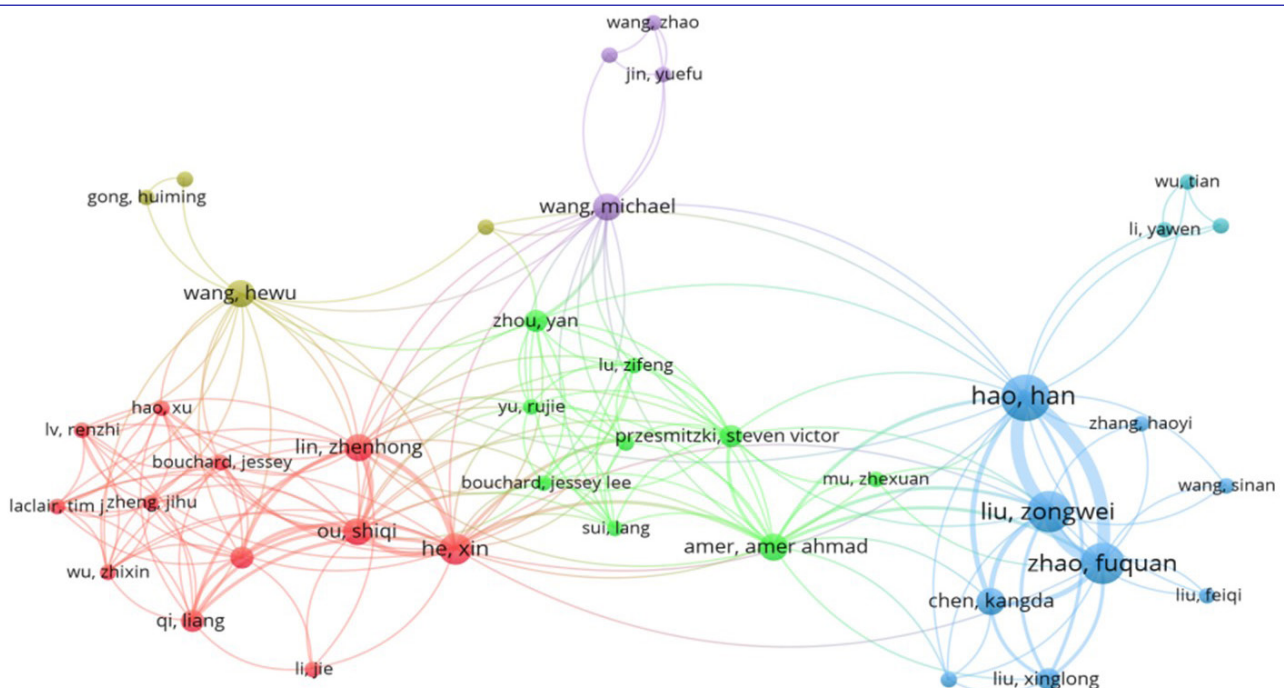 wang, zhao
jin, yuefu
gong, huiming
wu, tian
wang, michael
li, yawen
wang, hewu
zhou, yan
lu, zifeng
hao, han
hao, xu
yu, rujie
zhang, haoyi
lv, renzhi
lin, zhenhong
przesmitzki, steven victor
bouchard, jessey
bouchard, jessey lee
mu, zhexuan
wang, sinan
laclair, tim j.
zheng, jihu
liu, zongwei
ou, shiqi
sui, lang
he, xin
amer, amer ahmad
zhao, fuquan
wu, zhixin
liu, feiqi
chen, kangda
qi, liang
li, jie
liu, xinglong